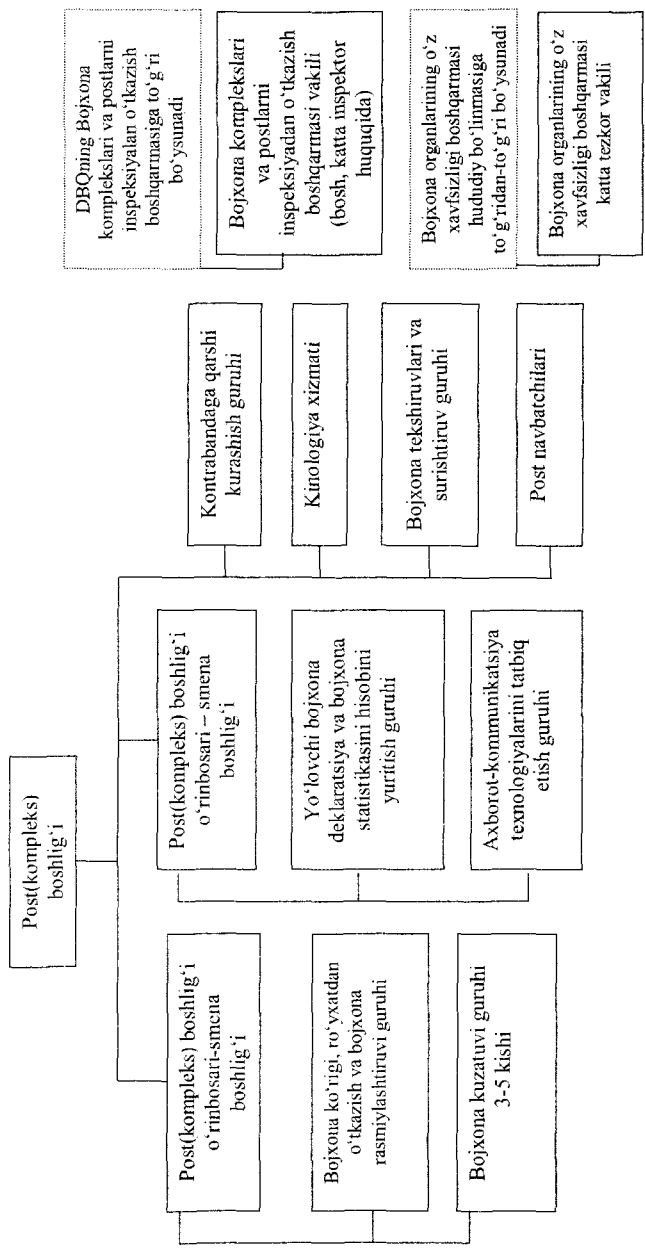 Post(kompleks)
boshlig‘i
Post(kompleks) boshlig‘i
o‘rinbosari-smena
boshlig‘i
Bojxona ko‘rigi, ro‘yxatdan
o‘tkazish va bojxona
rasmiylashtiruvi guruhi
Bojxona kuzatuvi guruhi
3-5 kishi
Post(kompleks) boshlig‘i
o‘rinbosari – smena
boshlig‘i
Yo‘lovchi bojxona
deklaratsiya va bojxona
statistikasini hisobini
yuritish guruhi
Axborot-kommunikatsiya
texnologiyalarini tatbiq
etish guruhi
Kontrabandaga qarshi
kurashish guruhi
Kinologiya xizmati
Bojxona tekshiruvlari va
surishtiruv guruhi
Post navbatchilari
DBQning Bojxona
komplekslari va postlarni
inspeksiyalan o‘tkazish
boshqarmasiga to‘g‘ri
bo‘ysunadi
Bojxona komplekslari
va postlarni
inspeksiyadan o‘tkazish
boshqarmasi vakili
(bosh, katta inspektor
huquqida)
Bojxona organlarining o‘z
xavfsizligi boshqarmasi
hududiy bo‘linmasiga
to‘g‘ridan-to‘g‘ri bo‘ysunadi
Bojxona organlarining o‘z
xavfsizligi boshqarmasi
katta tezkor vakili